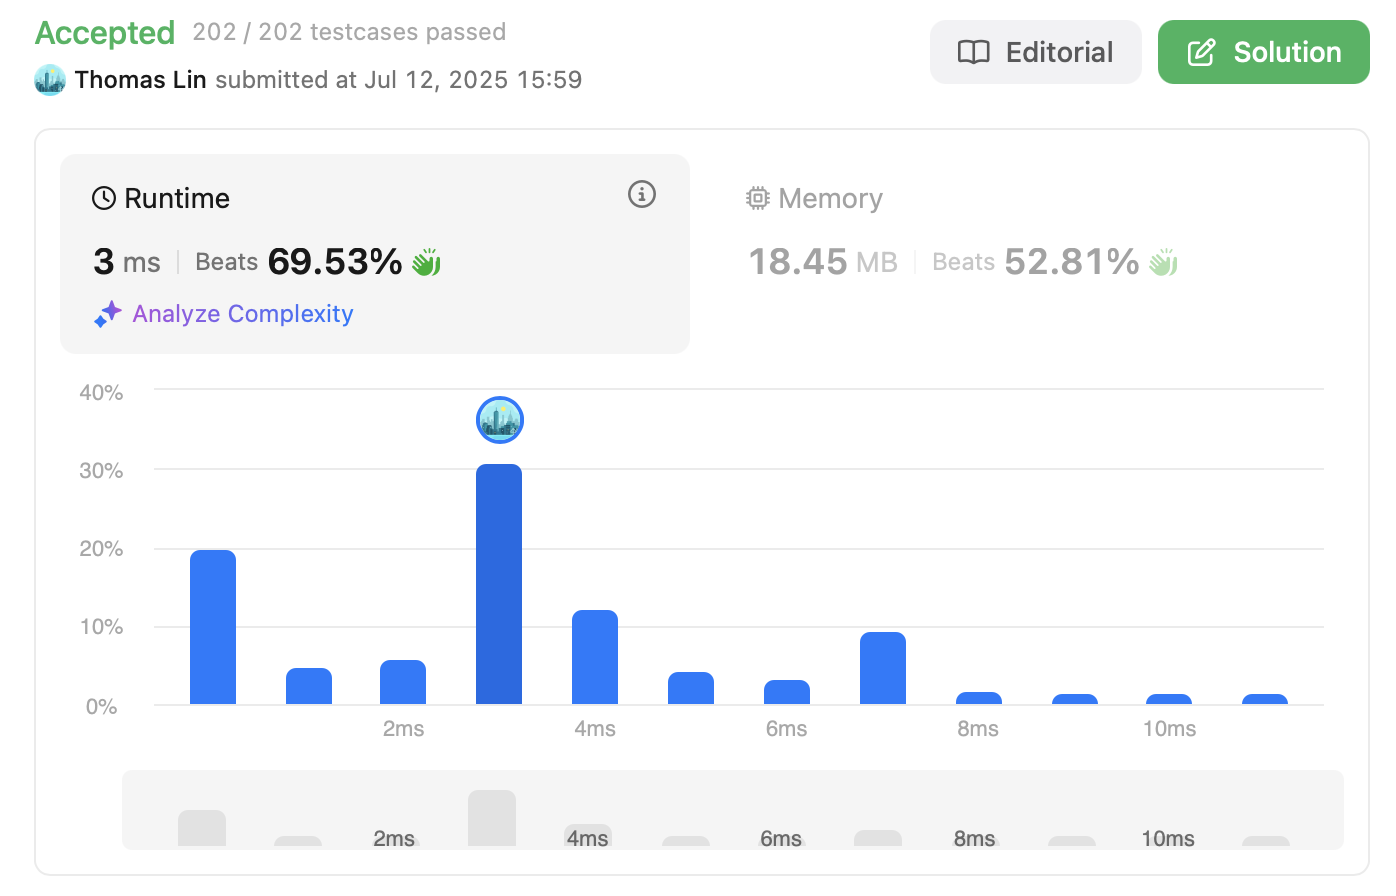 Accepted 202 / 202 testcases passed
Thomas Lin submitted at Jul 12, 2025 15:59
Editorial
Solution
Runtime
3 ms Beats 69.53%
Analyze Complexity
Memory
18.45 MB Beats 52.81%
40%
30%
20%
10%
0%
2ms 4ms 6ms 8ms 10ms
2ms 4ms 6ms 8ms 10ms